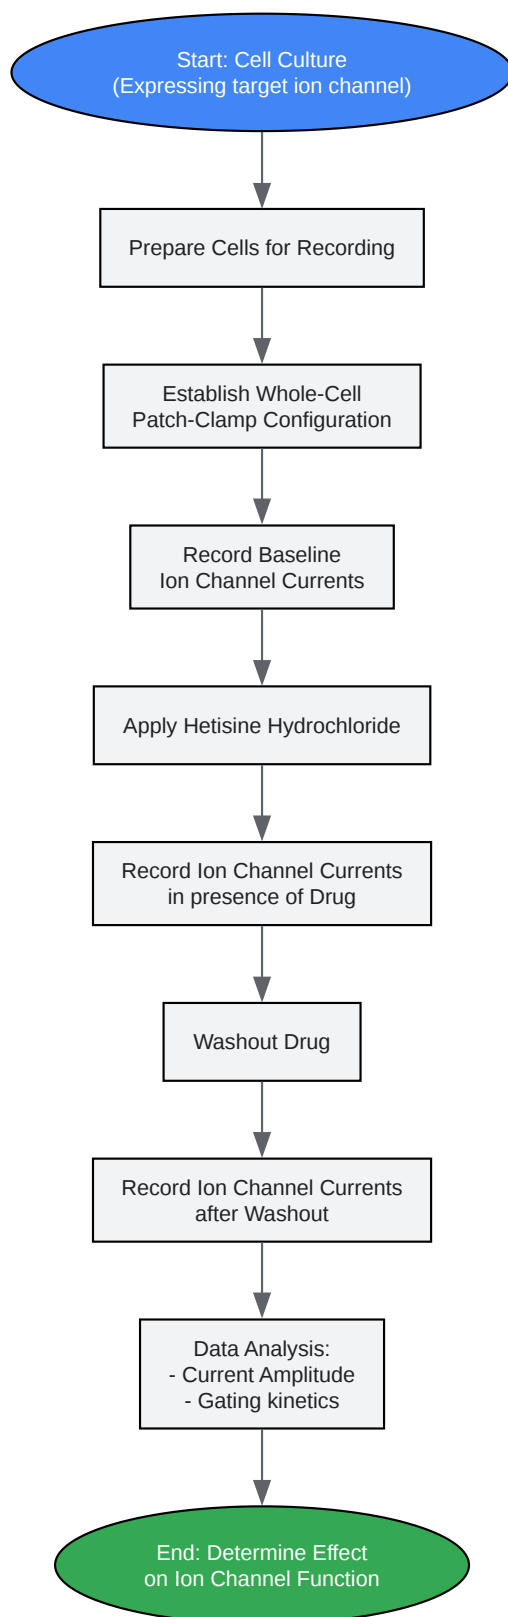 Start: Cell Culture
(Expressing target ion channel)
Prepare Cells for Recording
Establish Whole-Cell
Patch-Clamp Configuration
Record Baseline
Ion Channel Currents
Apply Hetisine Hydrochloride
Record Ion Channel Currents
in presence of Drug
Washout Drug
Record Ion Channel Currents
after Washout
Data Analysis:
- Current Amplitude
- Gating kinetics
End: Determine Effect
on Ion Channel Function